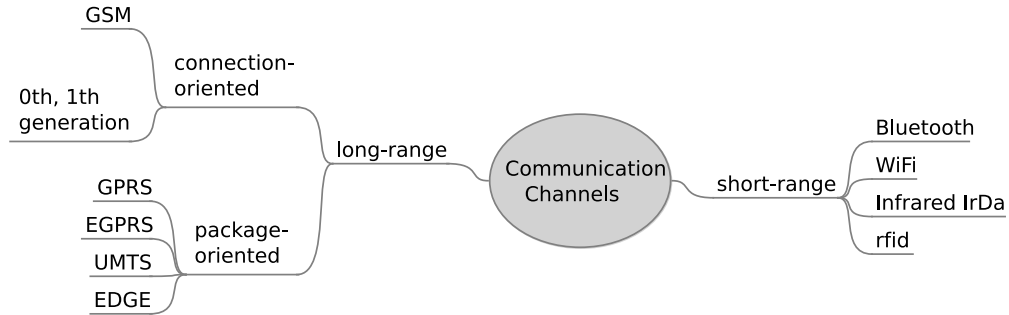 GSM
connection-
oriented
0th, 1th
generation
long-range
GPRS
EGPRS
UMTS
EDGE
package-
oriented
Communication
Channels
short-range
Bluetooth
WiFi
Infrared IrDa
rfid